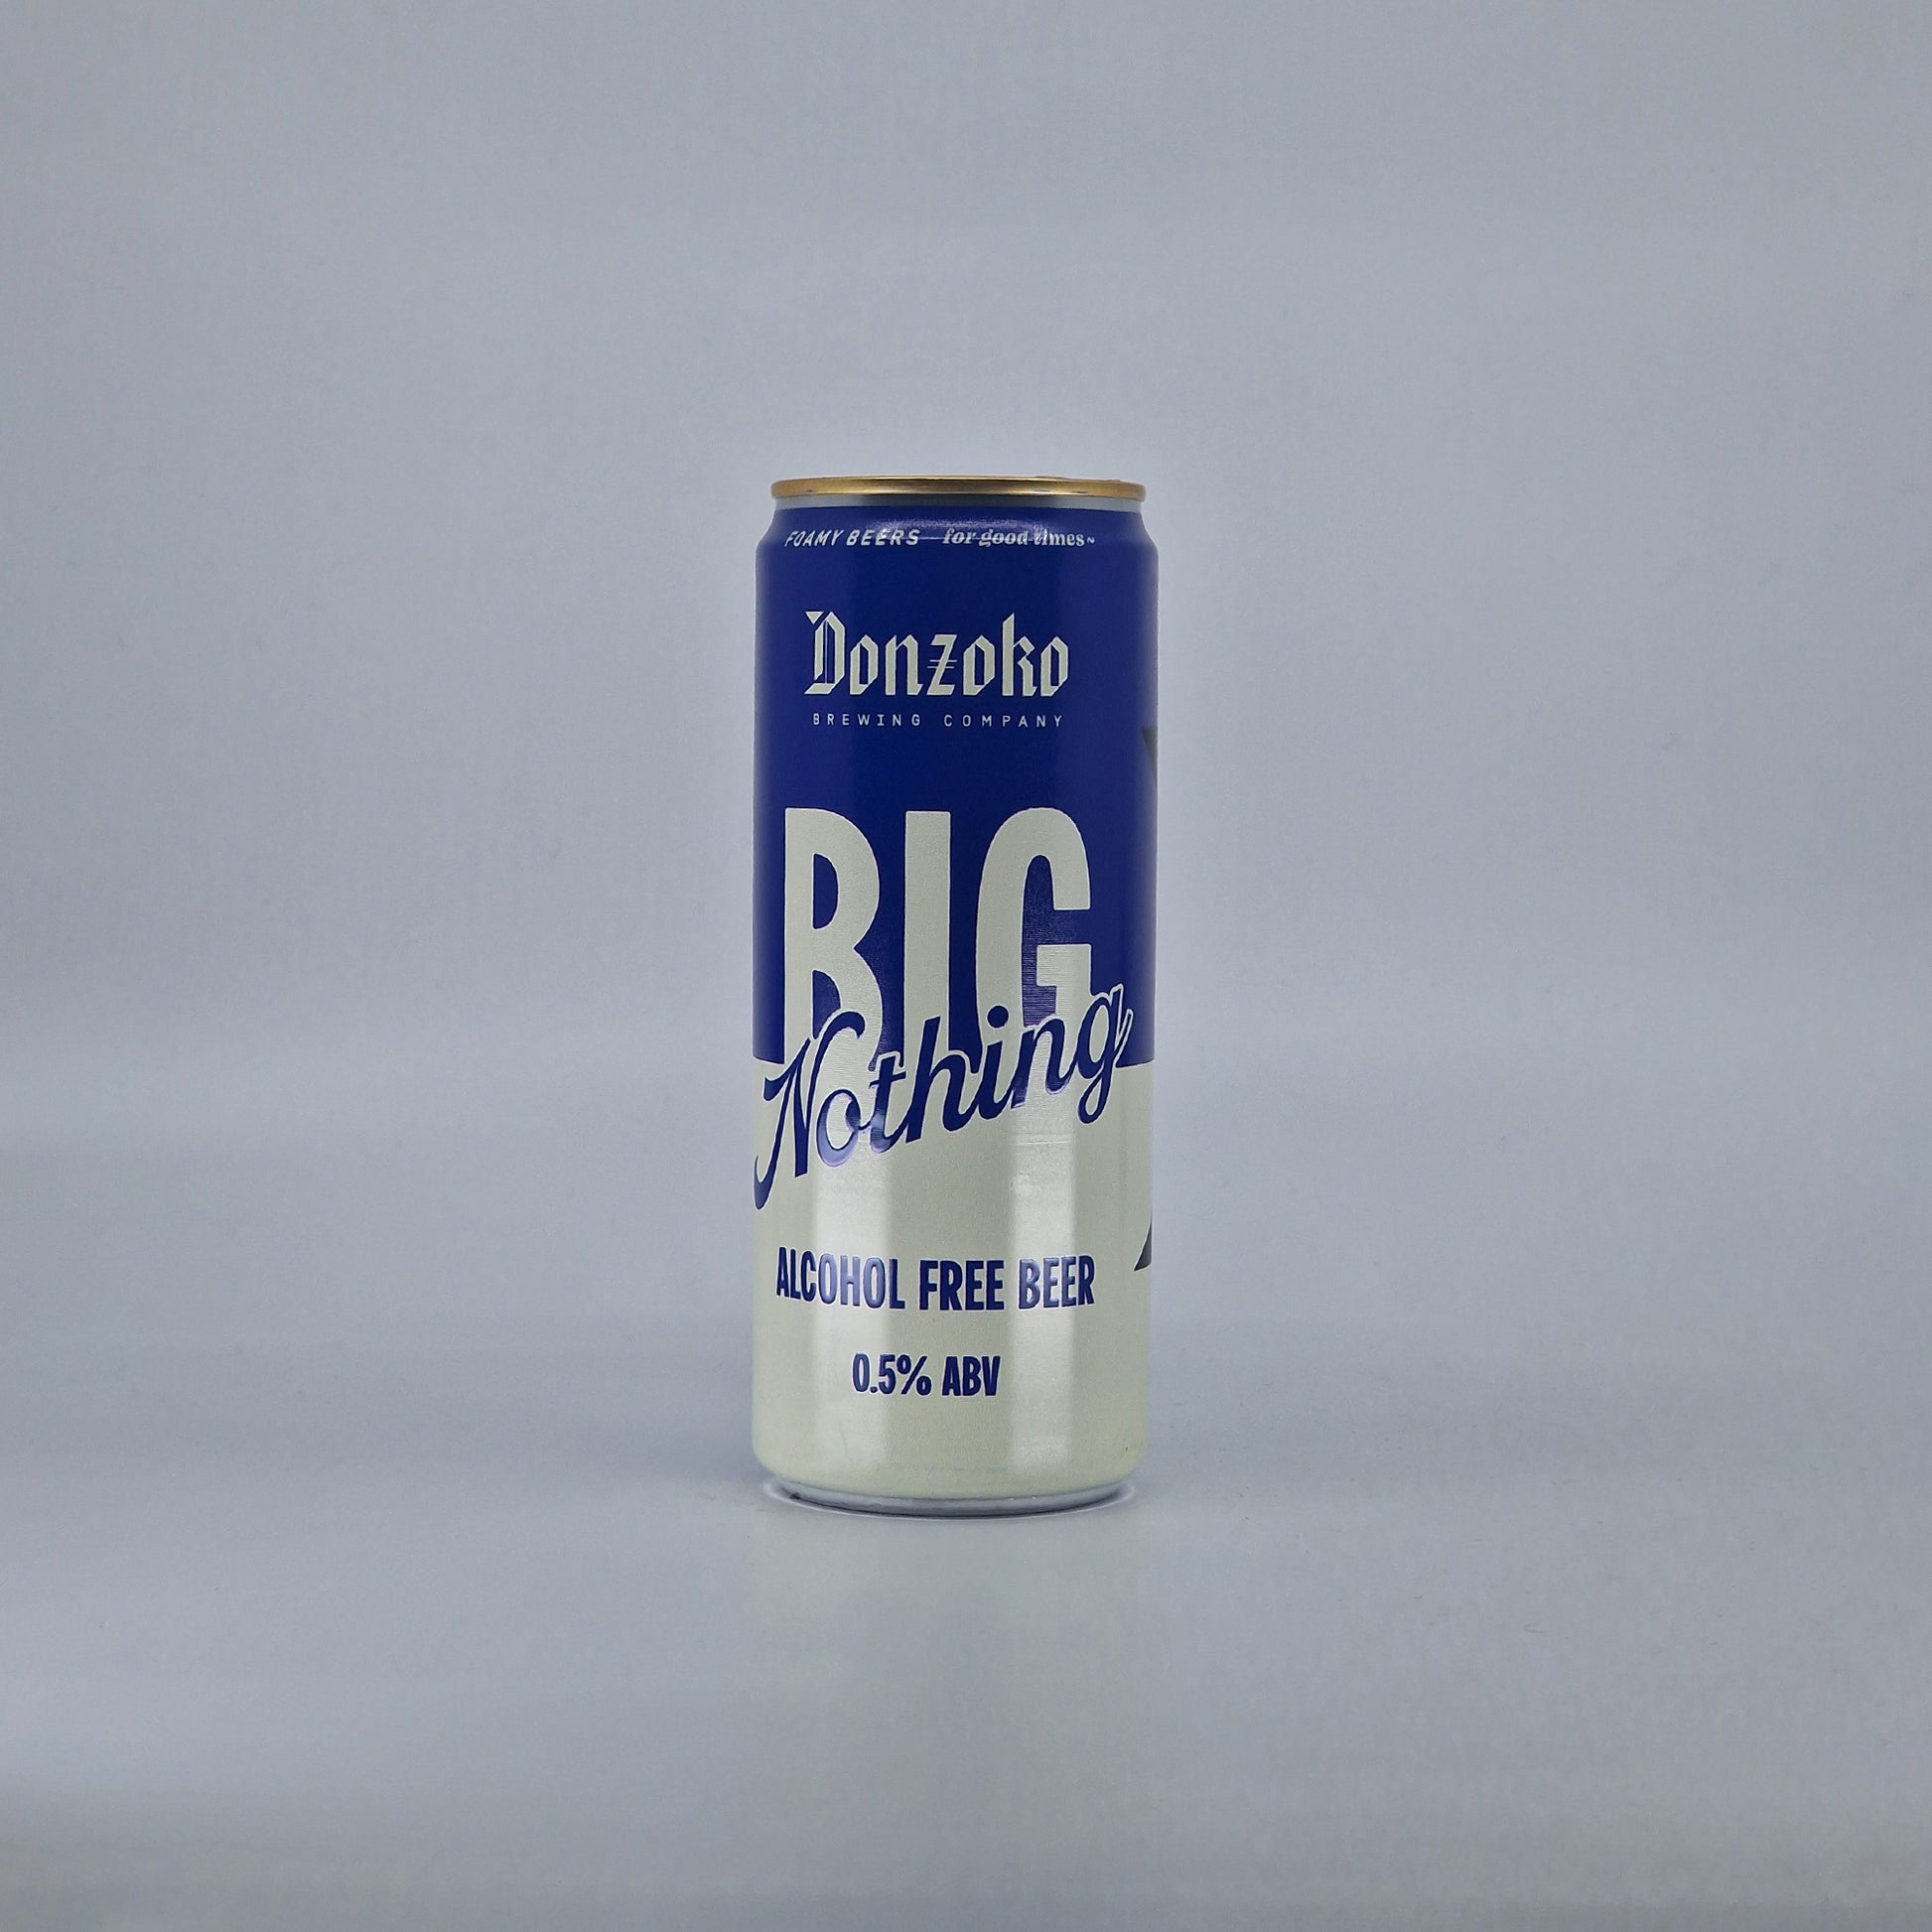 FOAMY BEERS for good times~
Donzoko
BREWING COMPANY
BIG
Nothing
ALCOHOL FREE BEER
0.5% ABV